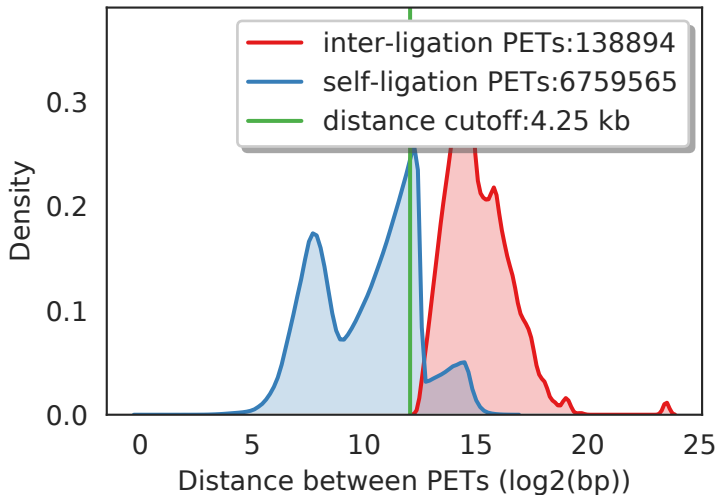 inter-ligation PETs:138894
self-ligation PETs:6759565
distance cutoff:4.25 kb
Density
0.3
0.2
0.1
0.0
0 5 10 15 20 25
Distance between PETs (log2(bp))